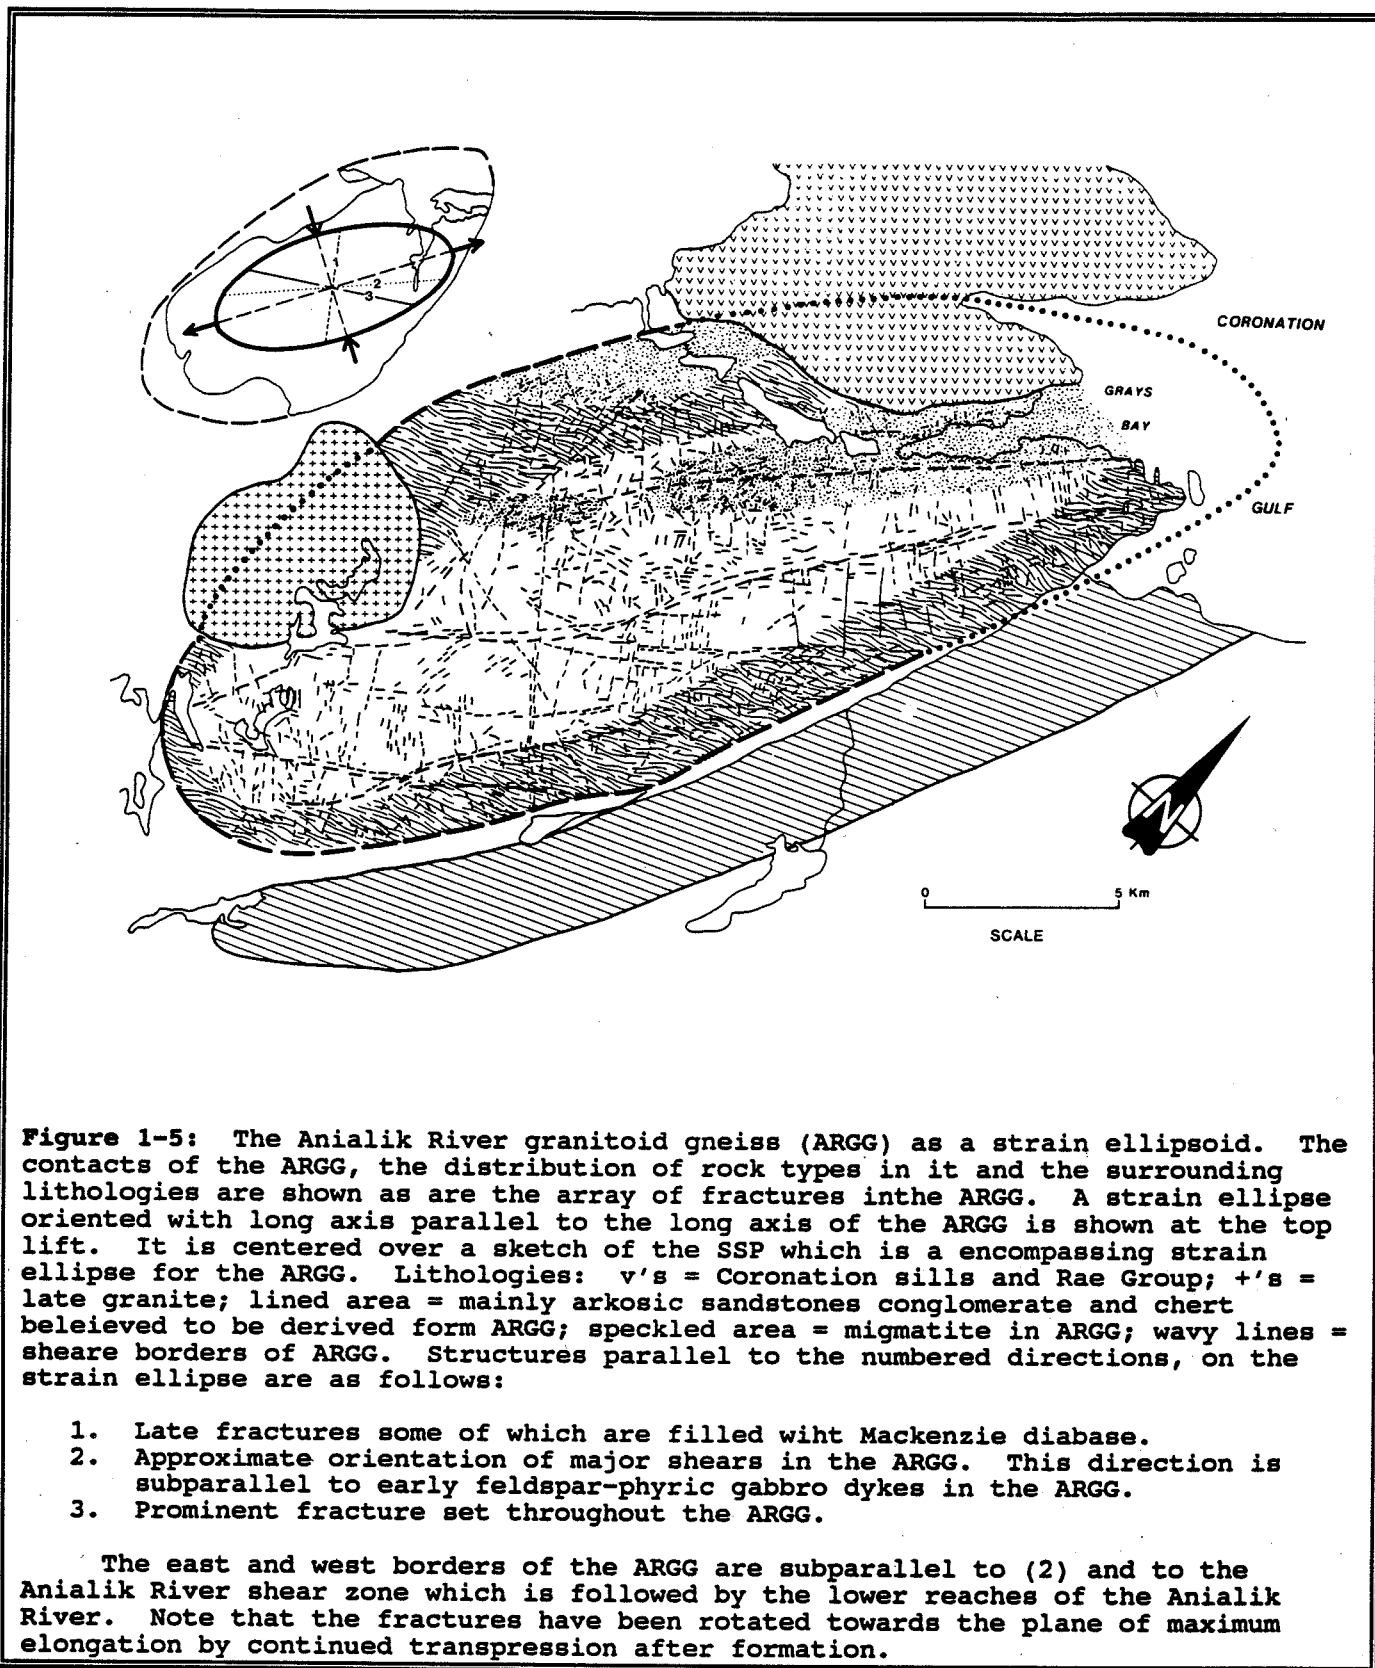 1
2
3
CORONATION
GRAYS
BAY
GULF
N
0 5 Km
SCALE
Figure 1-5: The Anialik River granitoid gneiss (ARGG) as a strain ellipsoid. The
contacts of the ARGG, the distribution of rock types in it and the surrounding
lithologies are shown as are the array of fractures inthe ARGG. A strain ellipse
oriented with long axis parallel to the long axis of the ARGG is shown at the top
lift. It is centered over a sketch of the SSP which is a encompassing strain
ellipse for the ARGG. Lithologies: v's = Coronation sills and Rae Group; +'s =
late granite; lined area = mainly arkosic sandstones conglomerate and chert
beleieved to be derived form ARGG; speckled area = migmatite in ARGG; wavy lines =
sheare borders of ARGG. Structures parallel to the numbered directions, on the
strain ellipse are as follows:
1. Late fractures some of which are filled wiht Mackenzie diabase.
2. Approximate orientation of major shears in the ARGG. This direction is
subparallel to early feldspar-phyric gabbro dykes in the ARGG.
3. Prominent fracture set throughout the ARGG.
The east and west borders of the ARGG are subparallel to (2) and to the
Anialik River shear zone which is followed by the lower reaches of the Anialik
River. Note that the fractures have been rotated towards the plane of maximum
elongation by continued transpression after formation.